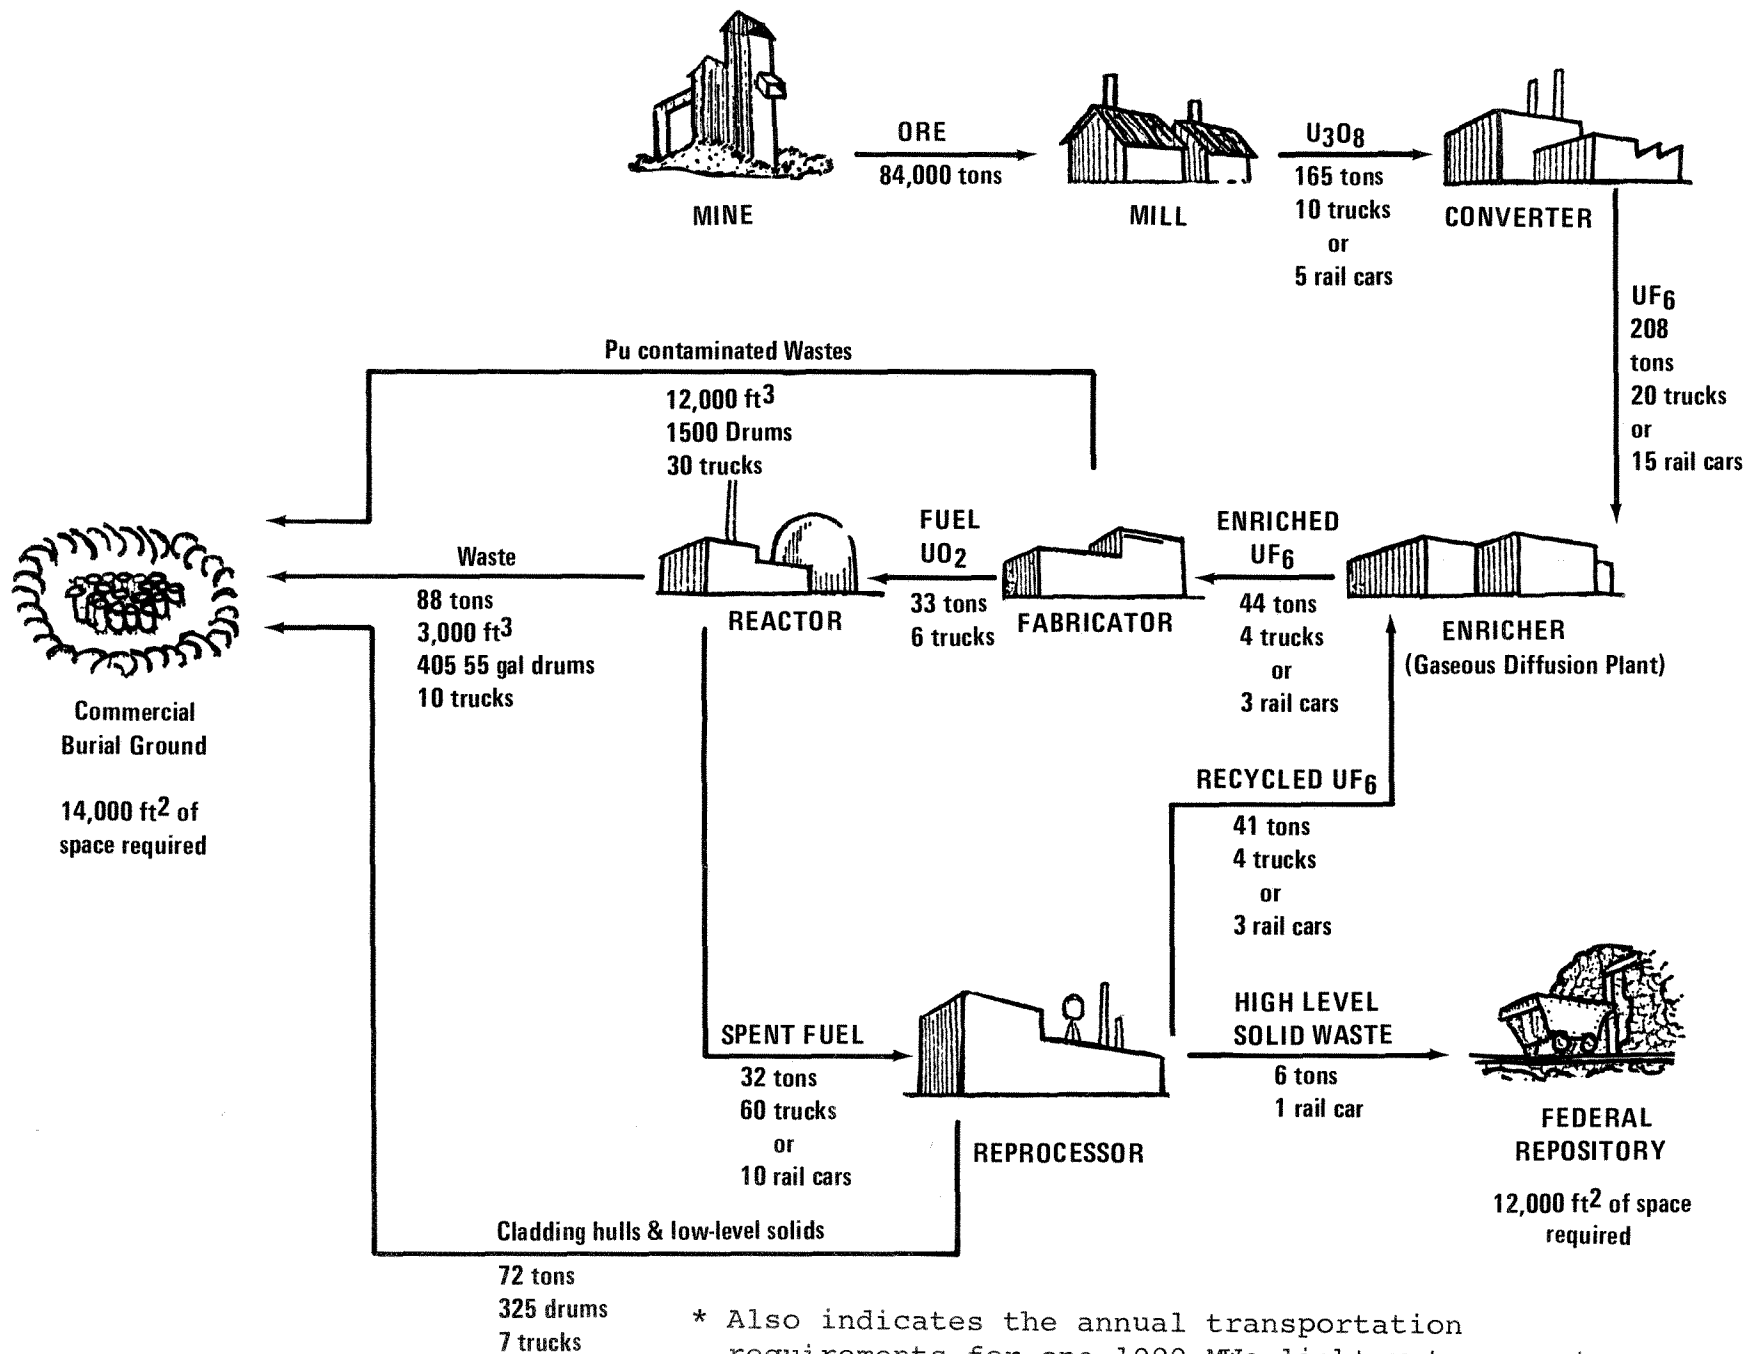 ORE
84,000 tons
MINE
MILL
U3O8
165 tons
10 trucks
or
5 rail cars
CONVERTER
UF6
208
tons
20 trucks
or
15 rail cars
Pu contaminated Wastes
12,000 ft3
1500 Drums
30 trucks
Waste
88 tons
3,000 ft3
405 55 gal drums
10 trucks
REACTOR
FUEL
UO2
33 tons
6 trucks
FABRICATOR
ENRICHED
UF6
44 tons
4 trucks
or
3 rail cars
ENRICHER
(Gaseous Diffusion Plant)
Commercial
Burial Ground
14,000 ft2 of
space required
RECYCLED UF6
41 tons
4 trucks
or
3 rail cars
SPENT FUEL
32 tons
60 trucks
or
10 rail cars
REPROCESSOR
HIGH LEVEL
SOLID WASTE
6 tons
1 rail car
FEDERAL
REPOSITORY
12,000 ft2 of space
required
Cladding hulls & low-level solids
72 tons
325 drums
7 trucks
* Also indicates the annual transportation
requirements for one 1000 MWe